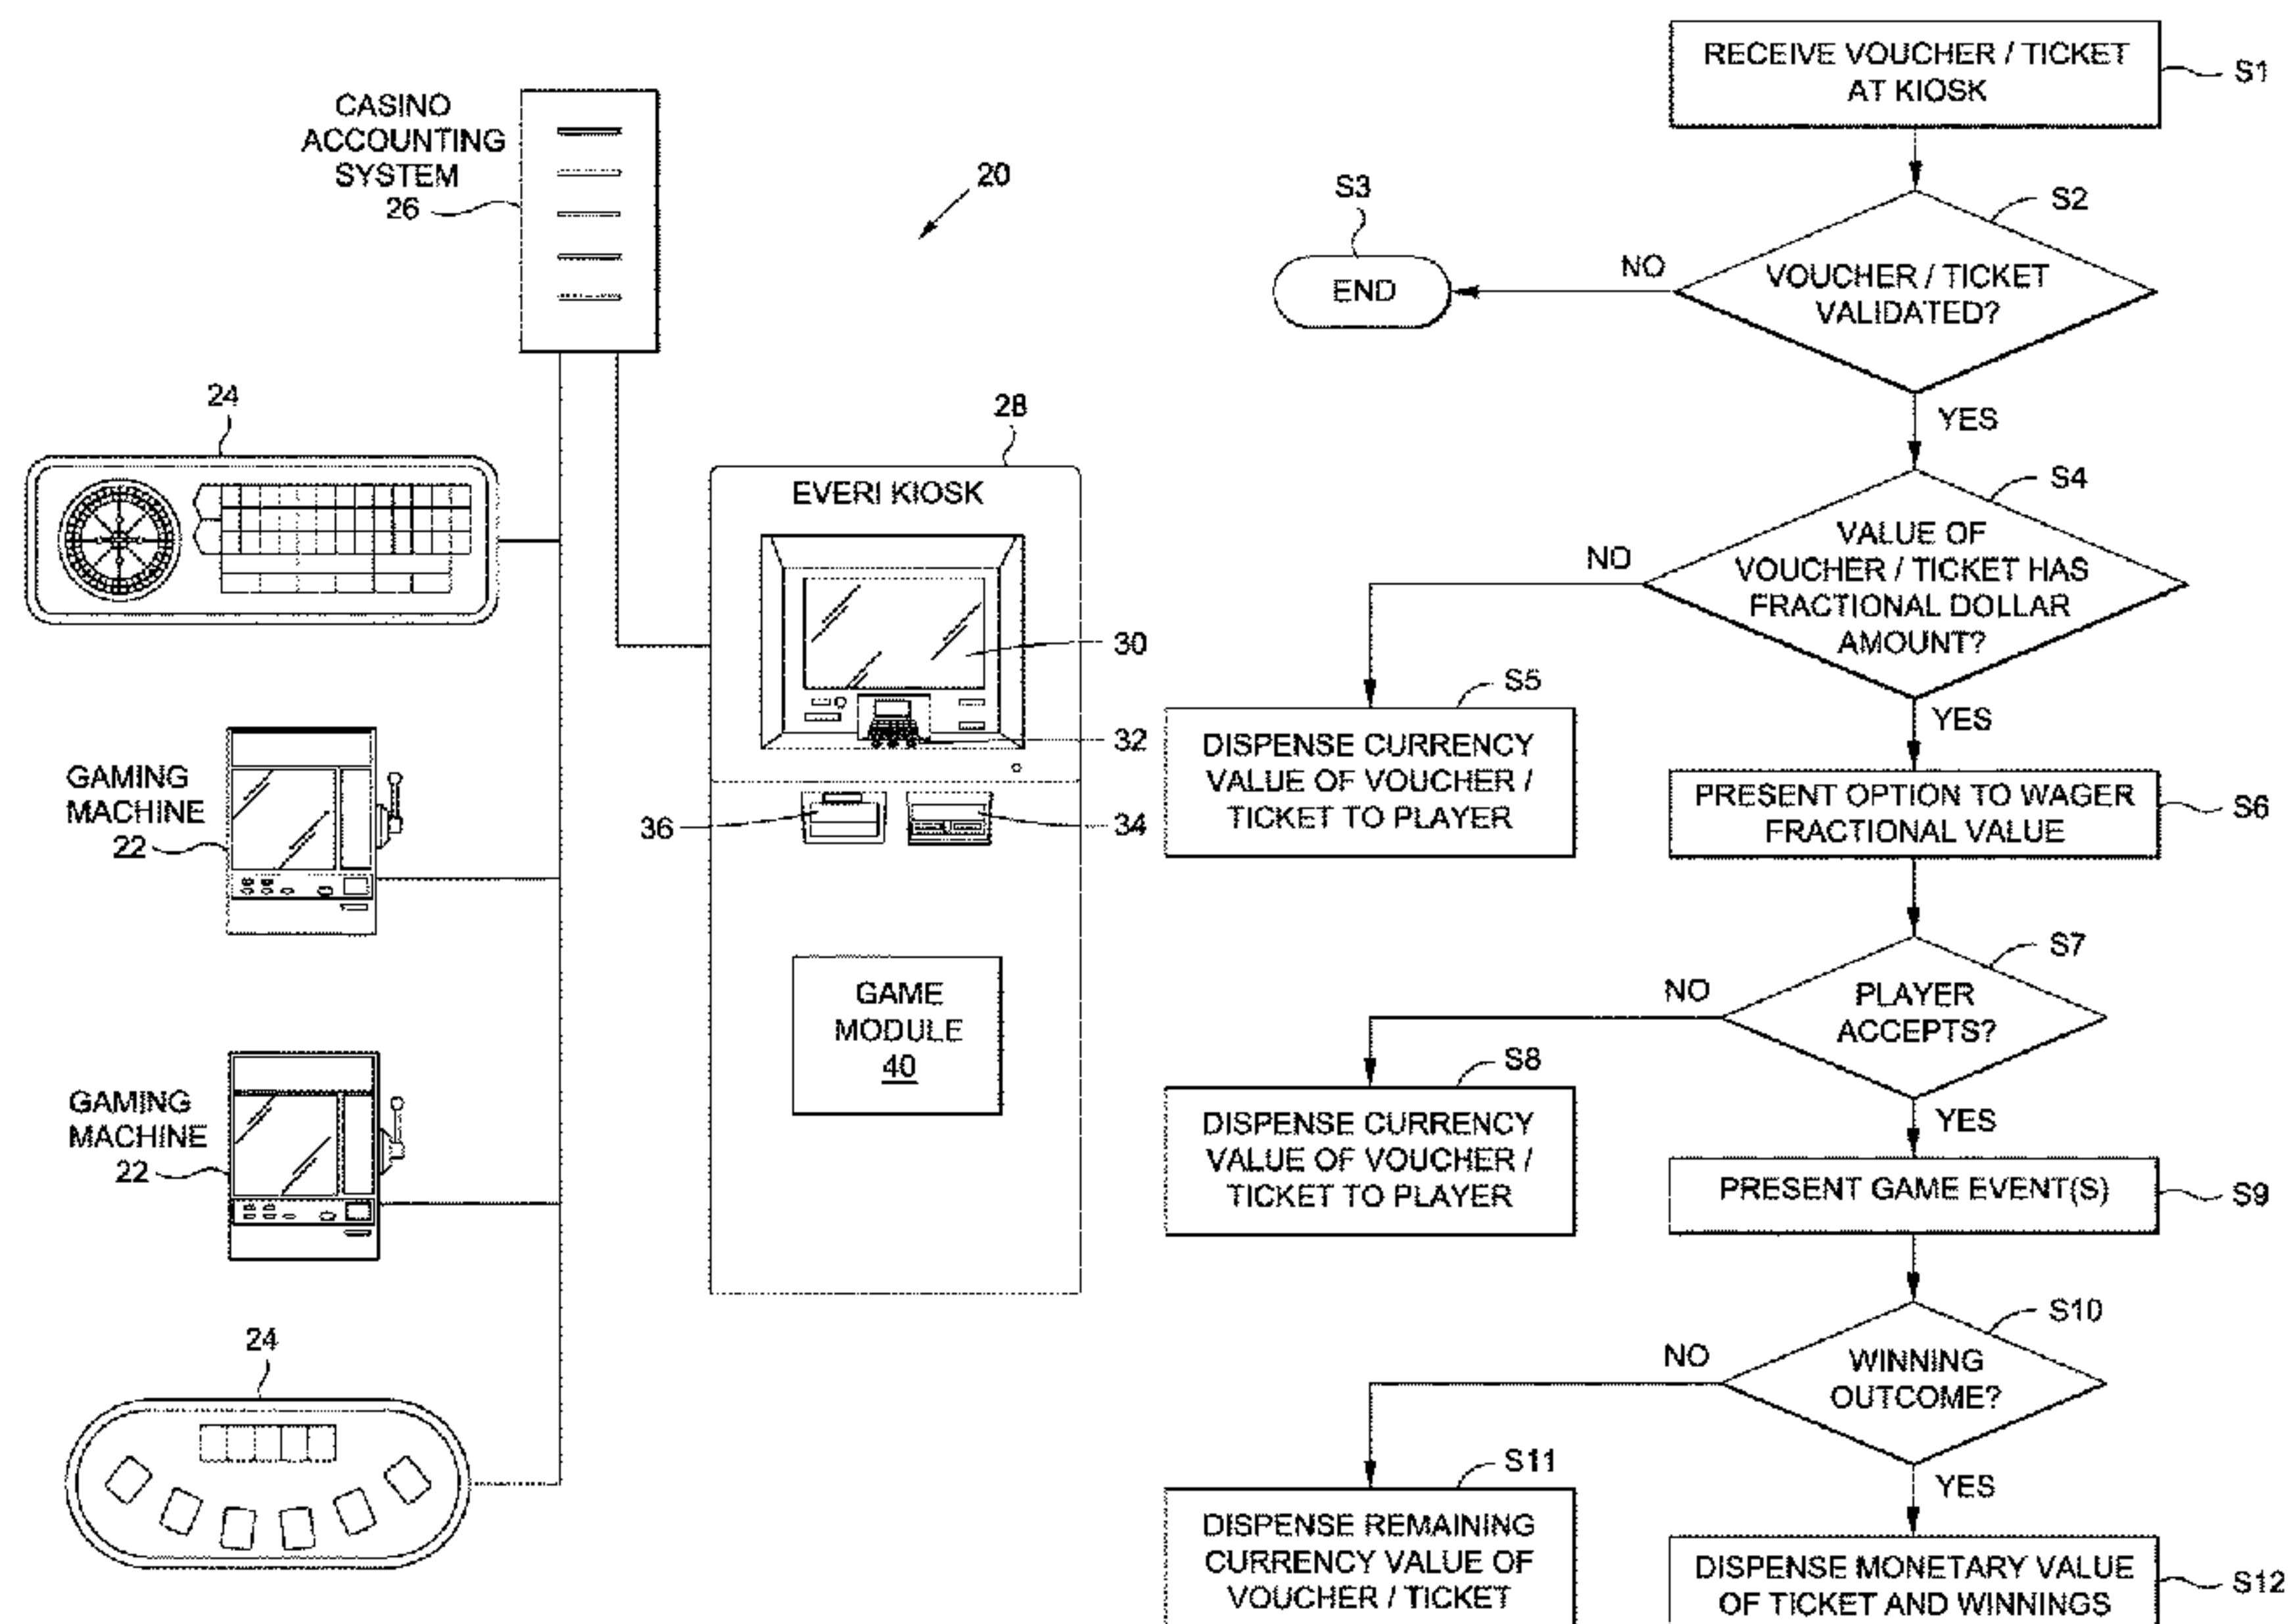 CASINO
ACCOUNTING
SYSTEM
26
20
24
28
EVERI KIOSK
30
32
34
36
GAMING
MACHINE
22
GAME
MODULE
40
GAMING
MACHINE
22
24
RECEIVE VOUCHER / TICKET
AT KIOSK
S1
S2
VOUCHER / TICKET
VALIDATED?
NO
S3
END
YES
S4
VALUE OF
VOUCHER / TICKET HAS
FRACTIONAL DOLLAR
AMOUNT?
NO
S5
DISPENSE CURRENCY
VALUE OF VOUCHER /
TICKET TO PLAYER
YES
PRESENT OPTION TO WAGER
FRACTIONAL VALUE
S6
S7
PLAYER
ACCEPTS?
NO
S8
DISPENSE CURRENCY
VALUE OF VOUCHER /
TICKET TO PLAYER
YES
PRESENT GAME EVENT(S)
S9
S10
WINNING
OUTCOME?
NO
S11
DISPENSE REMAINING
CURRENCY VALUE OF
VOUCHER / TICKET
YES
DISPENSE MONETARY VALUE
OF TICKET AND WINNINGS
S12